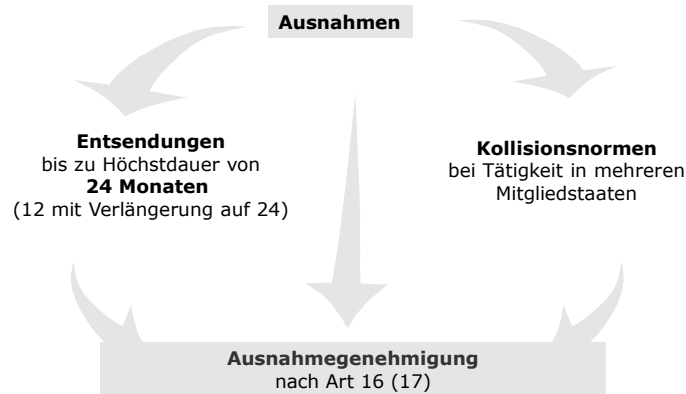 Ausnahmen
Entsendungen
bis zu Höchstdauer von
24 Monaten
(12 mit Verlängerung auf 24)
Kollisionsnormen
bei Tätigkeit in mehreren
Mitgliedstaaten
Ausnahmegenehmigung
nach Art 16 (17)